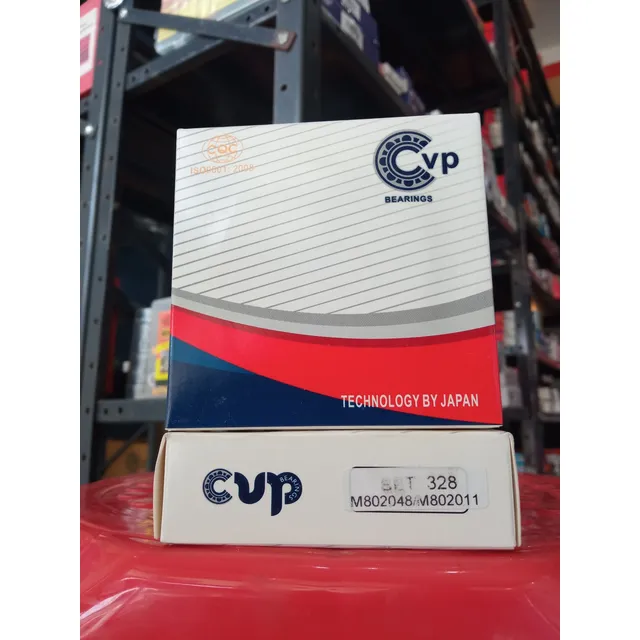 CQC
ISO9001:2008
Cvp
BEARINGS
TECHNOLOGY BY JAPAN
cvp BEARINGS
SET 328
M802048/M802011